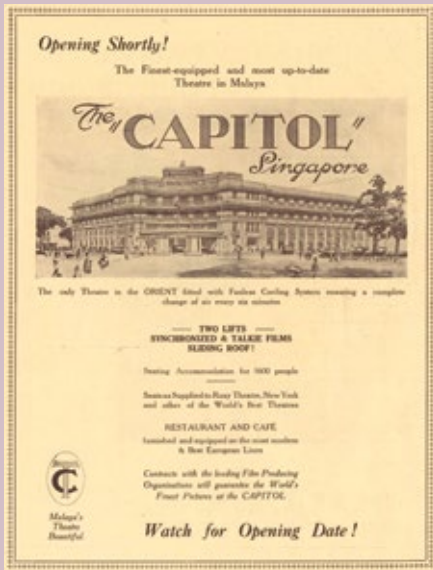 Opening Shortly!
The Finest-equipped and most up-to-date
Theatre in Malaya
The "CAPITOL"
Singapore
The only Theatre in the ORIENT fitted with Fanless Cooling System ensuring a complete
change of air every six minutes
TWO LIFTS
SYNCHRONIZED & TALKIE FILMS
SLIDING ROOF!
Seating Accommodation for 1600 people
Seats as Supplied to Roxy Theatre, New York
and other of the World's Best Theatres
RESTAURANT AND CAFÉ
furnished and equipped on the most modern
& Best European Lines
Contracts with the leading Film Producing
Organisations will guarantee the World's
Finest Pictures at the CAPITOL
Malaya's
Theatre
Beautiful
Watch for Opening Date!